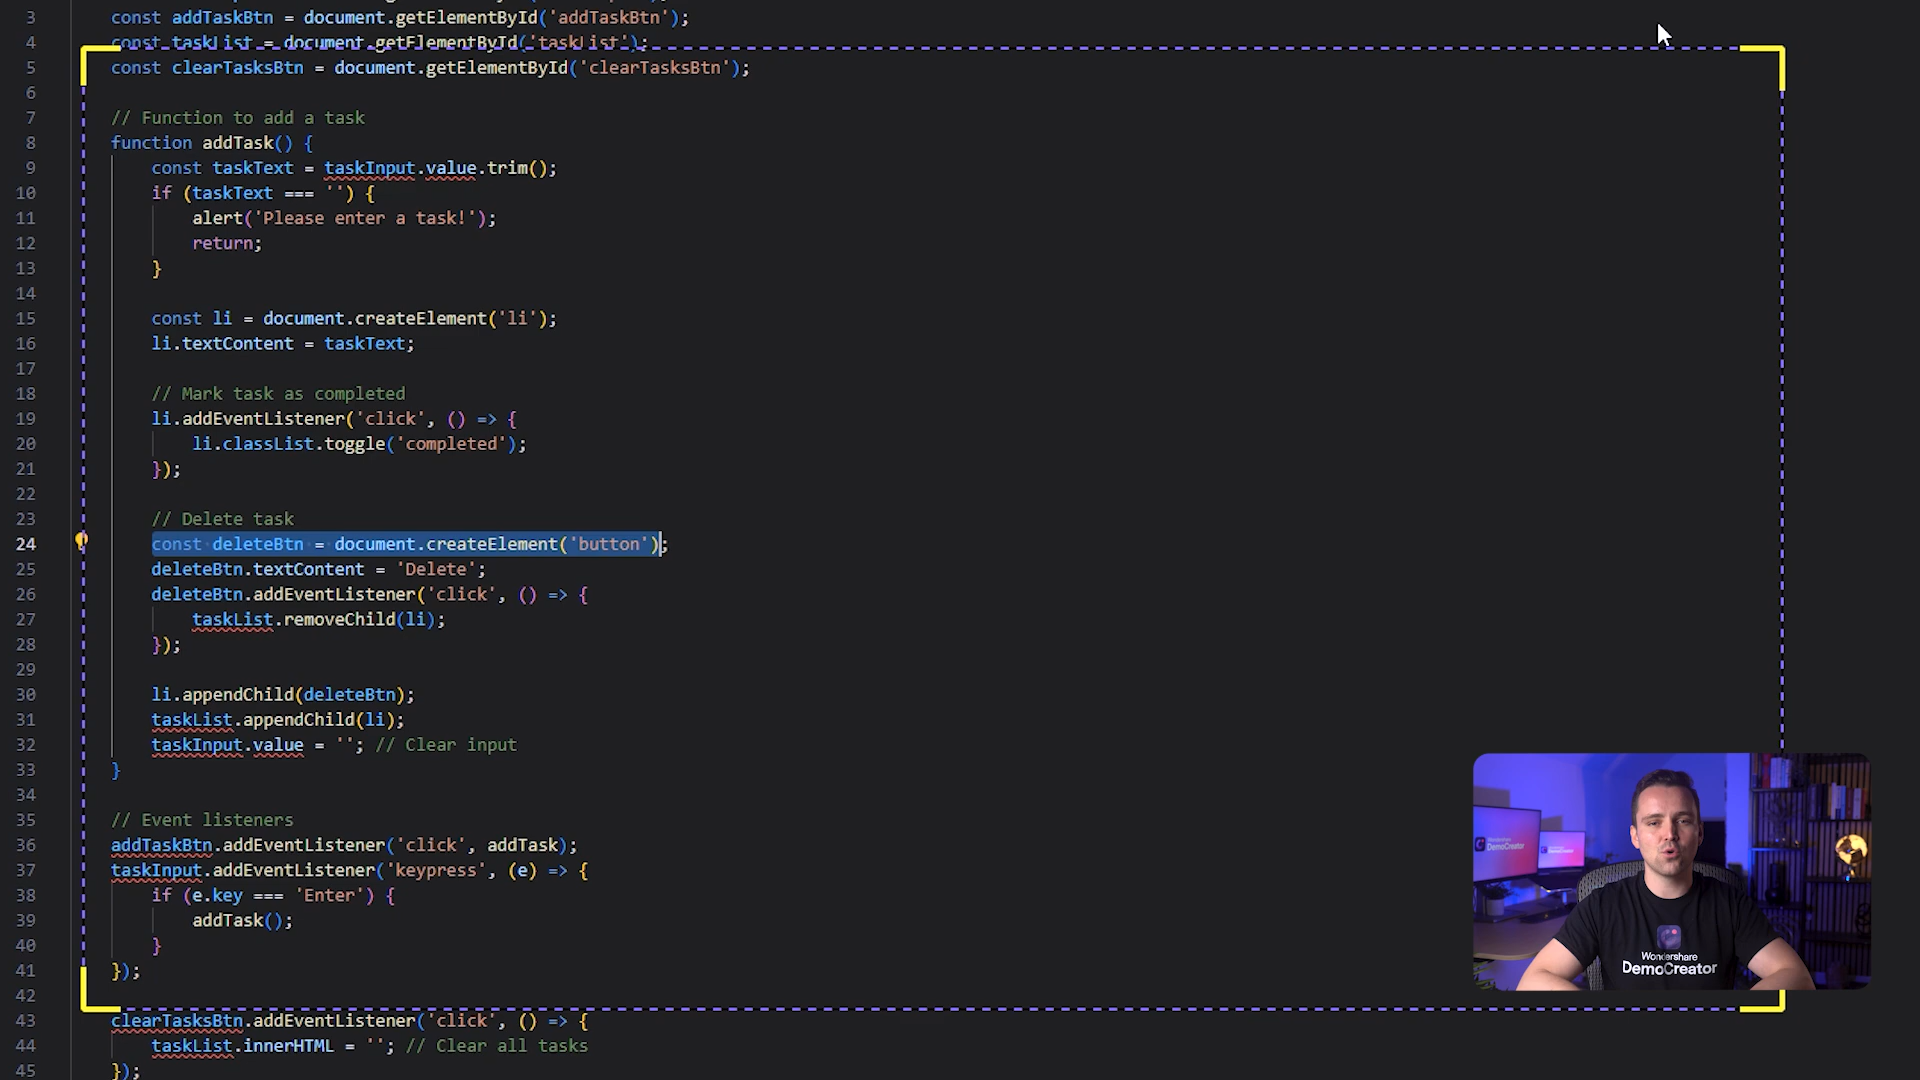 3 const addTaskBtn = document.getElementById('addTaskBtn');
4 const taskList = document.getElementById('taskList');
5 const clearTasksBtn = document.getElementById('clearTasksBtn');
6
7 // Function to add a task
8 function addTask() {
9 const taskText = taskInput.value.trim();
10 if (taskText === '') {
11 alert('Please enter a task!');
12 return;
13 }
14
15 const li = document.createElement('li');
16 li.textContent = taskText;
17
18 // Mark task as completed
19 li.addEventListener('click', () => {
20 li.classList.toggle('completed');
21 });
22
23 // Delete task
24 const deleteBtn = document.createElement('button');
25 deleteBtn.textContent = 'Delete';
26 deleteBtn.addEventListener('click', () => {
27 taskList.removeChild(li);
28 });
29
30 li.appendChild(deleteBtn);
31 taskList.appendChild(li);
32 taskInput.value = ''; // Clear input
33 }
34
35 // Event listeners
36 addTaskBtn.addEventListener('click', addTask);
37 taskInput.addEventListener('keypress', (e) => {
38 if (e.key === 'Enter') {
39 addTask();
40 }
41 });
42
43 clearTasksBtn.addEventListener('click', () => {
44 taskList.innerHTML = ''; // Clear all tasks
45 });
Wondershare
DemoCreator
Wondershare
DemoCreator